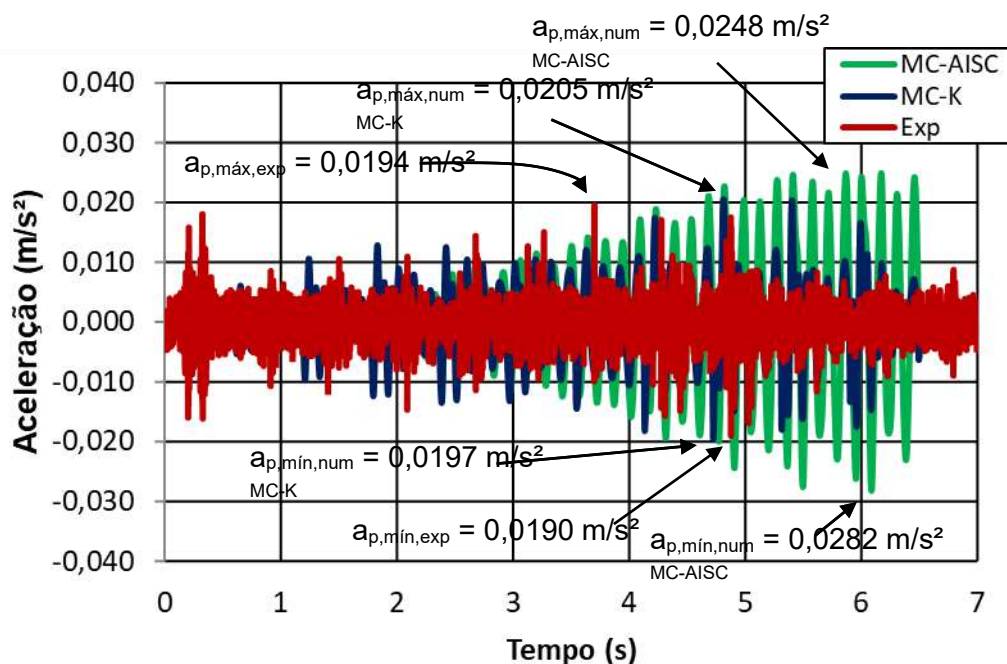 a_p,máx,num = 0,0248 m/s²
MC-AISC
a_p,máx,num = 0,0205 m/s²
MC-K
a_p,máx,exp = 0,0194 m/s²
MC-AISC
MC-K
Exp
Aceleração (m/s²)
0,040
0,030
0,020
0,010
0,000
-0,010
-0,020
-0,030
-0,040
a_p,mín,num = 0,0197 m/s²
MC-K
a_p,mín,exp = 0,0190 m/s²
a_p,mín,num = 0,0282 m/s²
MC-AISC
0 1 2 3 4 5 6 7
Tempo (s)